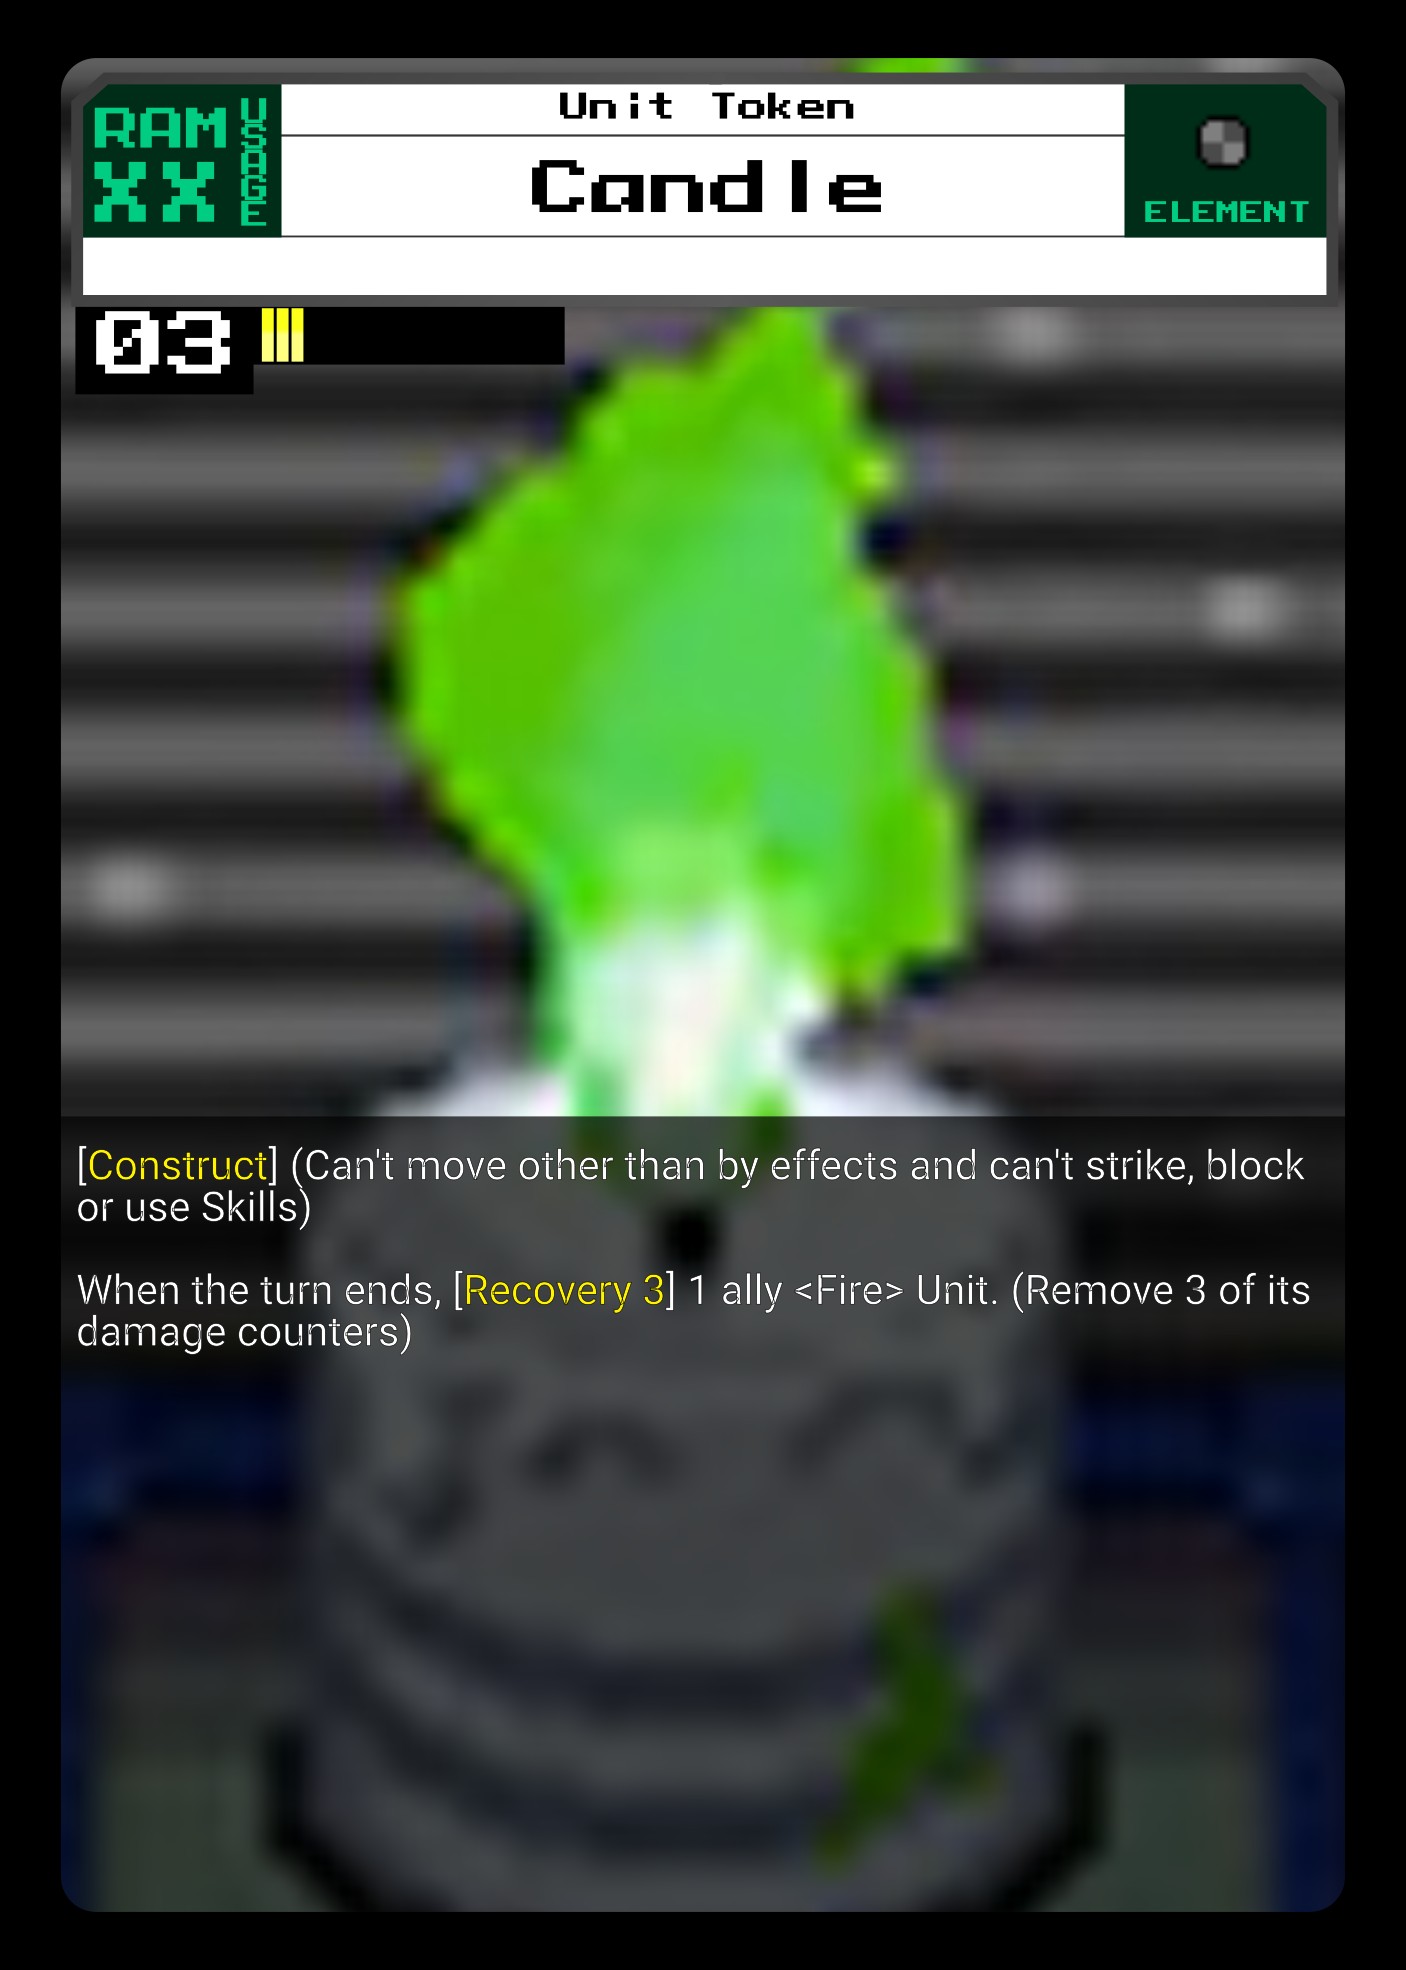 RAM USAGE
XX
Unit Token
Candle
ELEMENT
03
[Construct] (Can't move other than by effects and can't strike, block
or use Skills)
When the turn ends, [Recovery 3] 1 ally <Fire> Unit. (Remove 3 of its
damage counters)